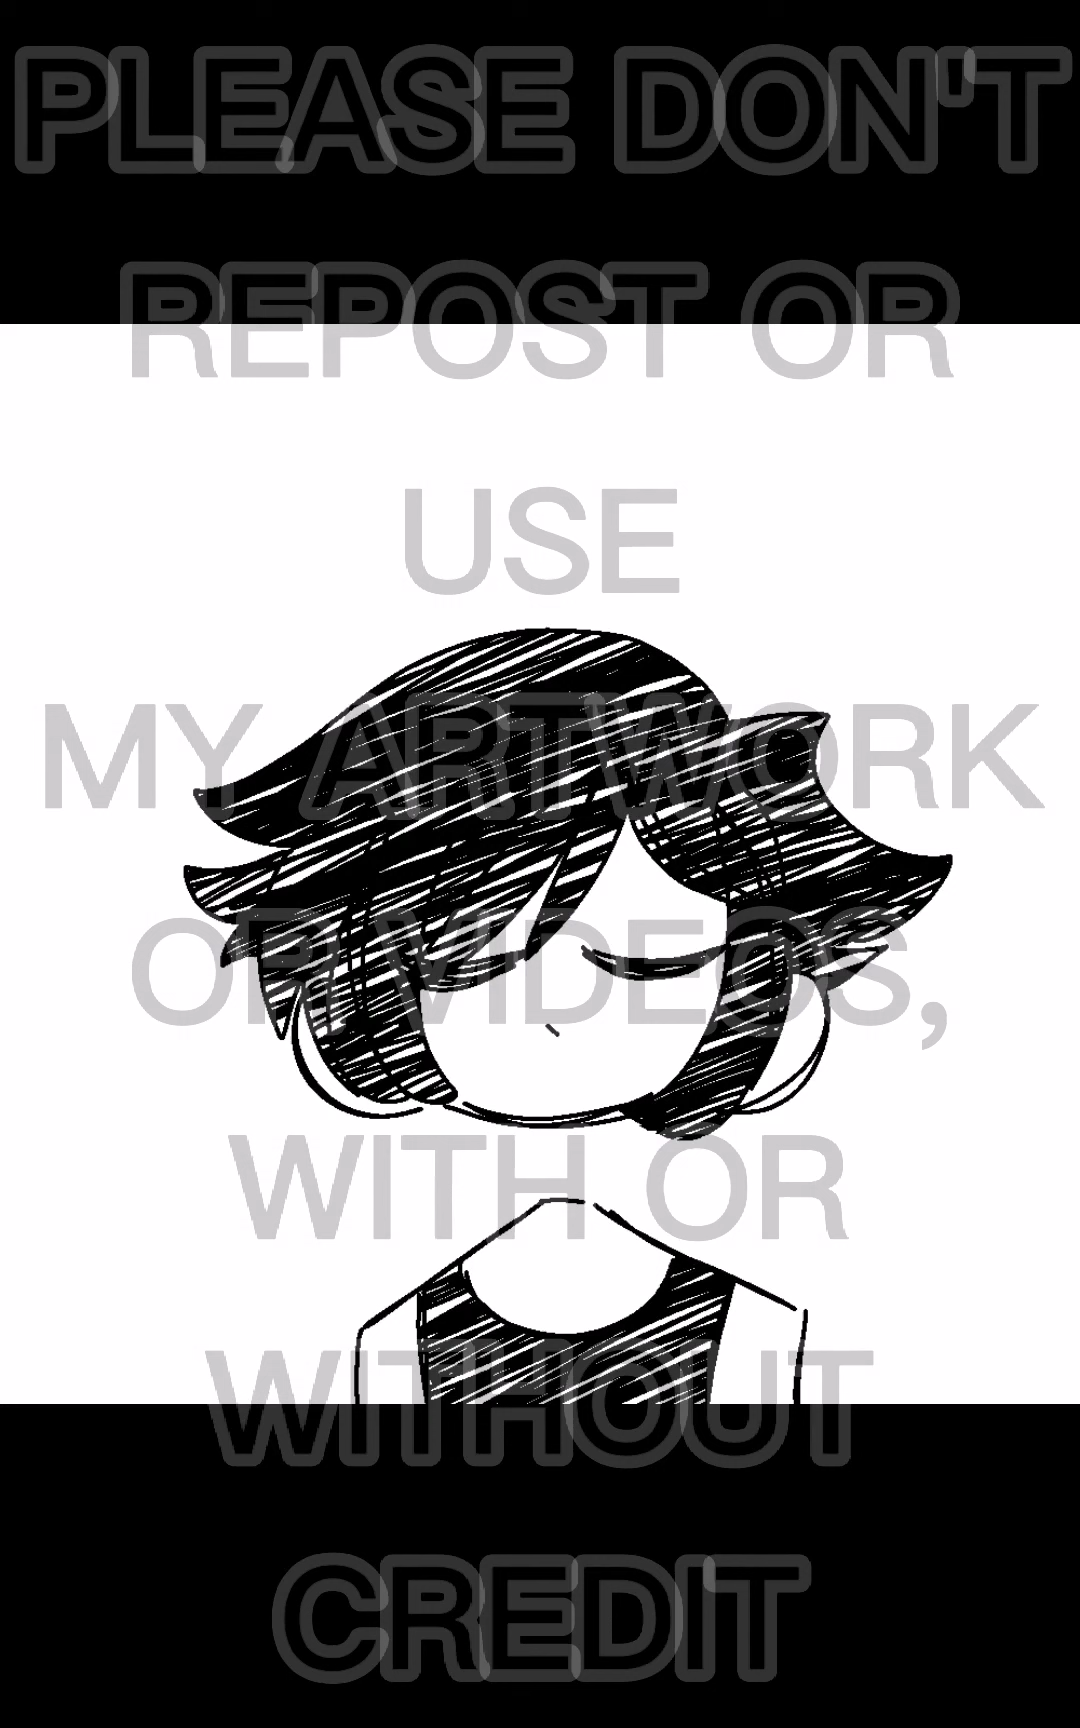 PLEASE DON'T
REPOST OR
USE
MY ARTWORK
OR VIDEOS,
WITH OR
WITHOUT
CREDIT